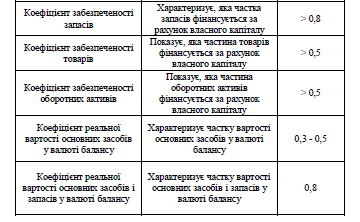 Коефіцієнт забезпеченості
запасів
Характеризує, яка частка
запасів фінансується за
рахунок власного капіталу
> 0,8
Коефіцієнт забезпеченості
товарів
Показує, яка частина товарів
фінансується за рахунок
власного капіталу
> 0,5
Коефіцієнт забезпеченості
оборотних активів
Показує, яка частина
оборотних активів
фінансується за рахунок
власного капіталу
> 0,5
Коефіцієнт реальної
вартості основних засобів
у валюті балансу
Характеризує частку вартості
основних засобів у валюті
балансу
0,3 - 0,5
Коефіцієнт реальної
вартості основних засобів і
запасів у валюті балансу
Характеризує частку вартості
основних засобів і запасів у
валюті балансу
0,8